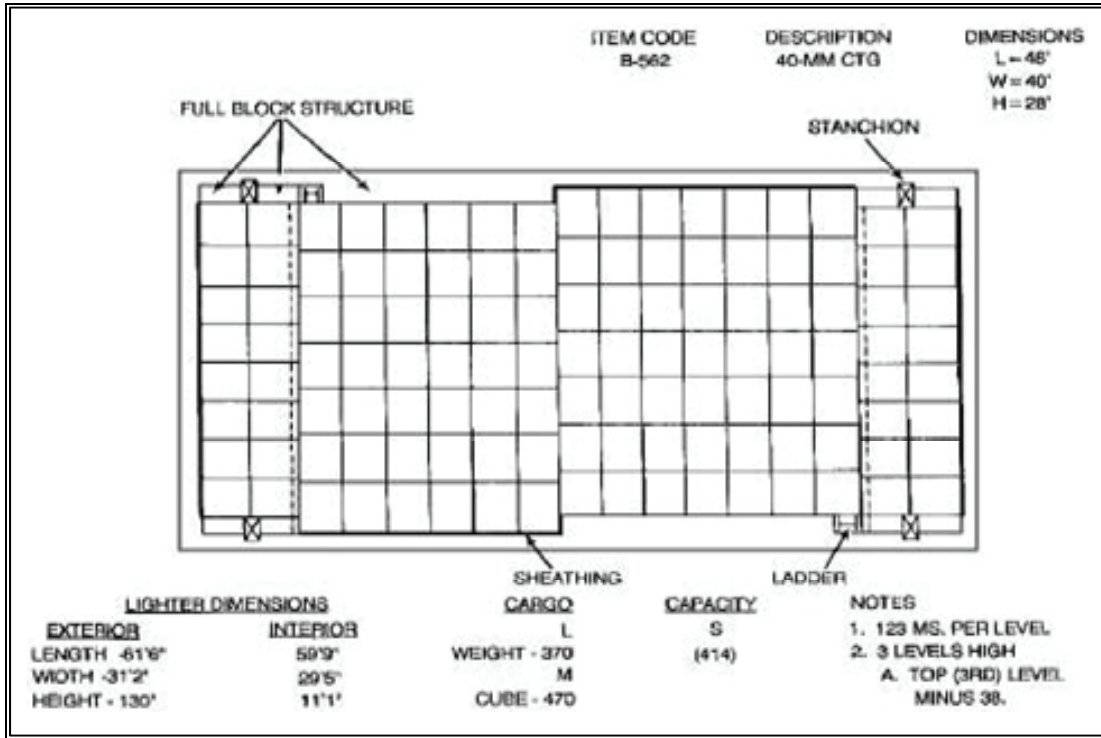 ITEM CODE DESCRIPTION DIMENSIONS
B-562 40-MM CTG L - 48"
W = 40"
H = 28"
FULL BLOCK STRUCTURE
STANCHION
SHEATHING LADDER
LIGHTER DIMENSIONS CARGO CAPACITY NOTES
EXTERIOR INTERIOR L S 1. 123 MS. PER LEVEL
LENGTH -61'6" 59'9" WEIGHT - 370 (414) 2. 3 LEVELS HIGH
WIDTH -31'2" 29'5" M A. TOP (3RD) LEVEL
HEIGHT - 130" 11'1" CUBE - 470 MINUS 38.